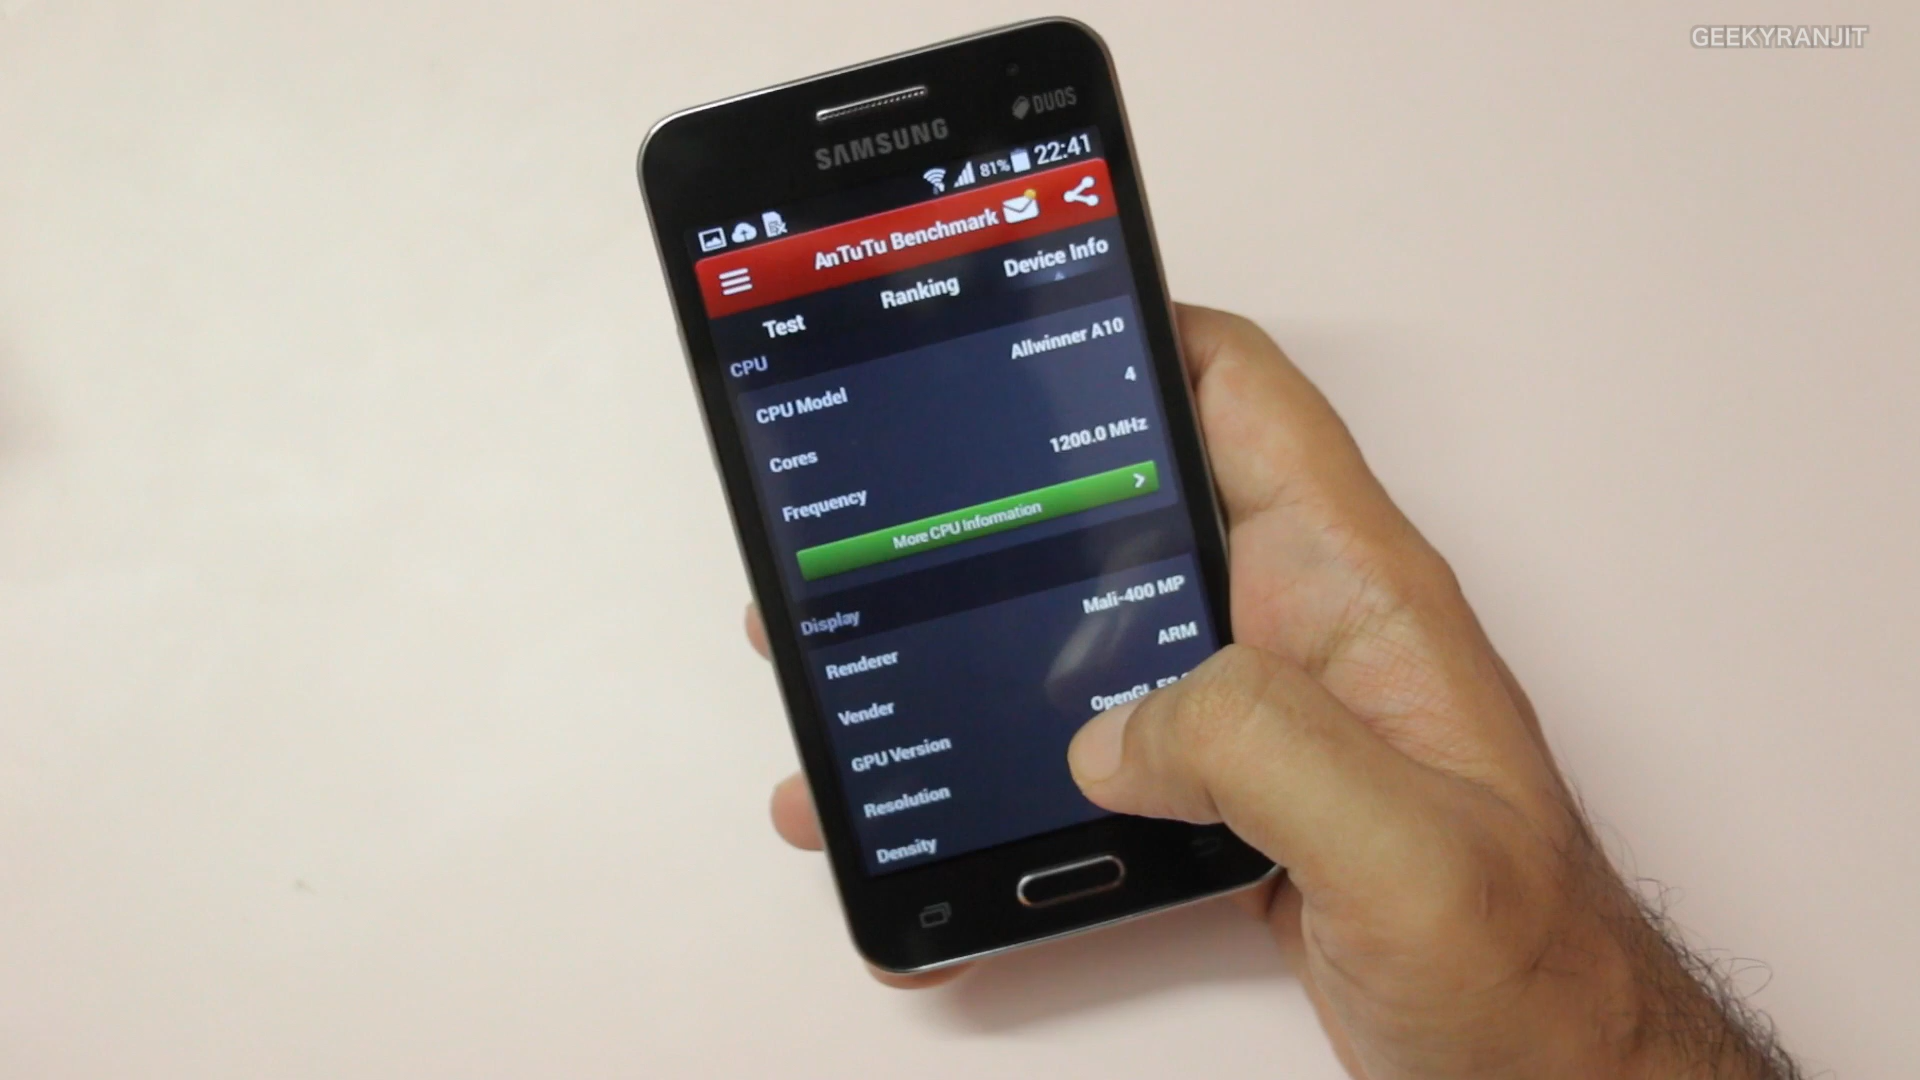 GEEKYRANJIT
DUOS
SAMSUNG
81% 22:41
AnTuTu Benchmark
Test Ranking Device Info
CPU
CPU Model Allwinner A10
Cores 4
Frequency 1200.0 MHz
More CPU Information
Display
Renderer Mali-400 MP
Vender ARM
GPU Version OpenGL
Resolution
Density